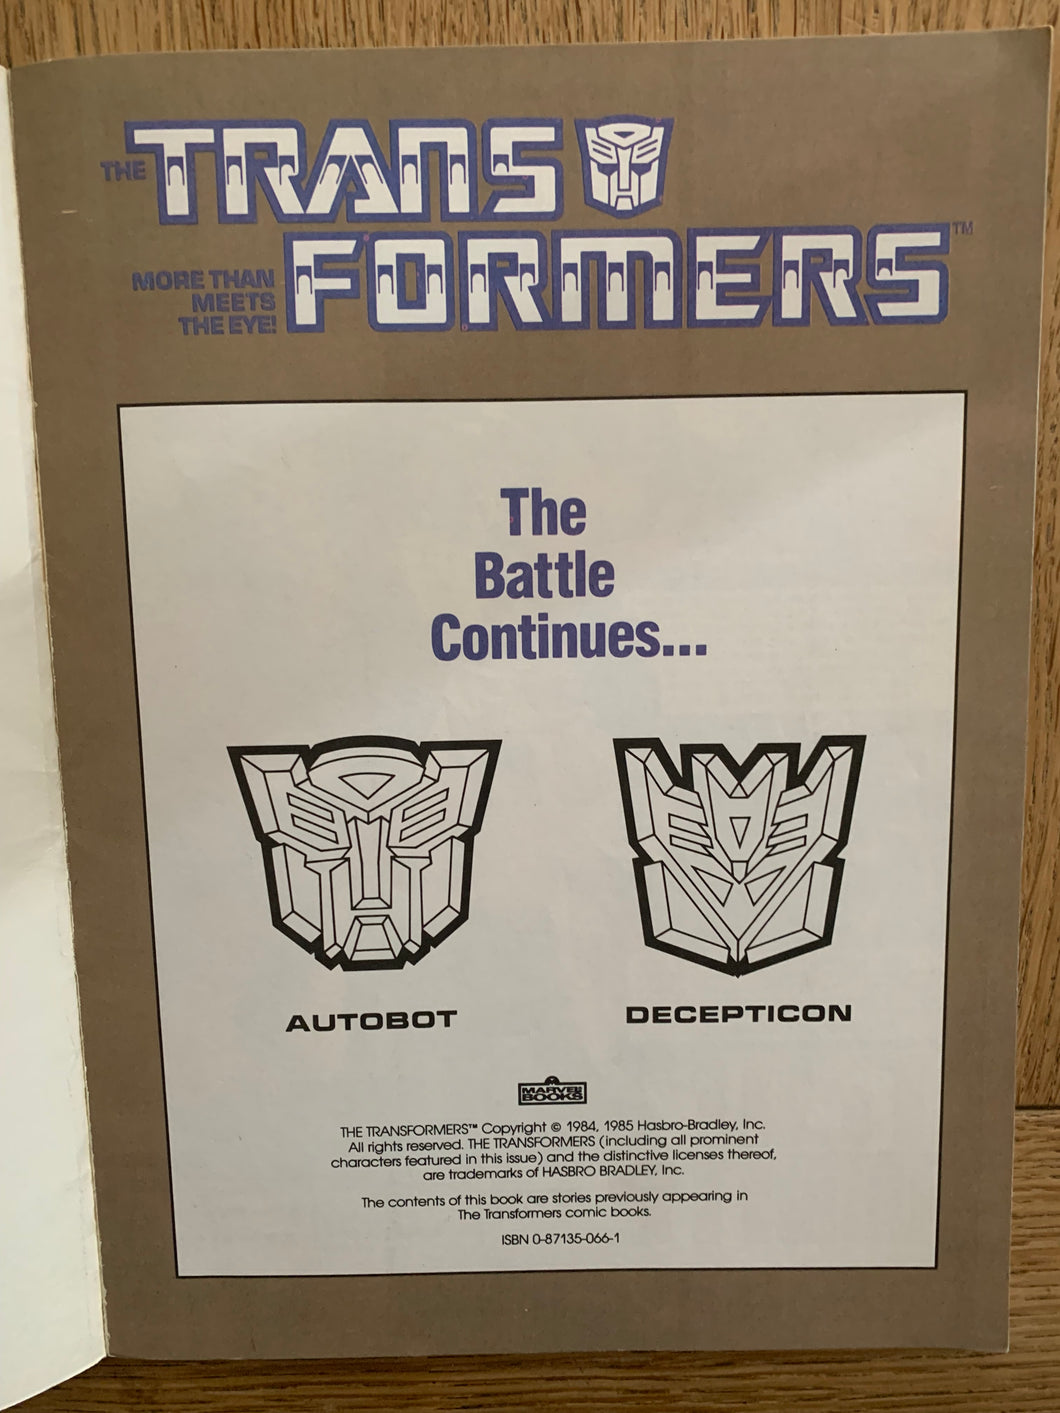 THE
TRANS
FORMERS™
MORE THAN
MEETS
THE EYE!
The
Battle
Continues...
AUTOBOT
DECEPTICON
MARVEL
BOOKS
THE TRANSFORMERS™ Copyright © 1984, 1985 Hasbro-Bradley, Inc.
All rights reserved. THE TRANSFORMERS (including all prominent
characters featured in this issue) and the distinctive licenses thereof,
are trademarks of HASBRO BRADLEY, Inc.
The contents of this book are stories previously appearing in
The Transformers comic books.
ISBN 0-87135-066-1